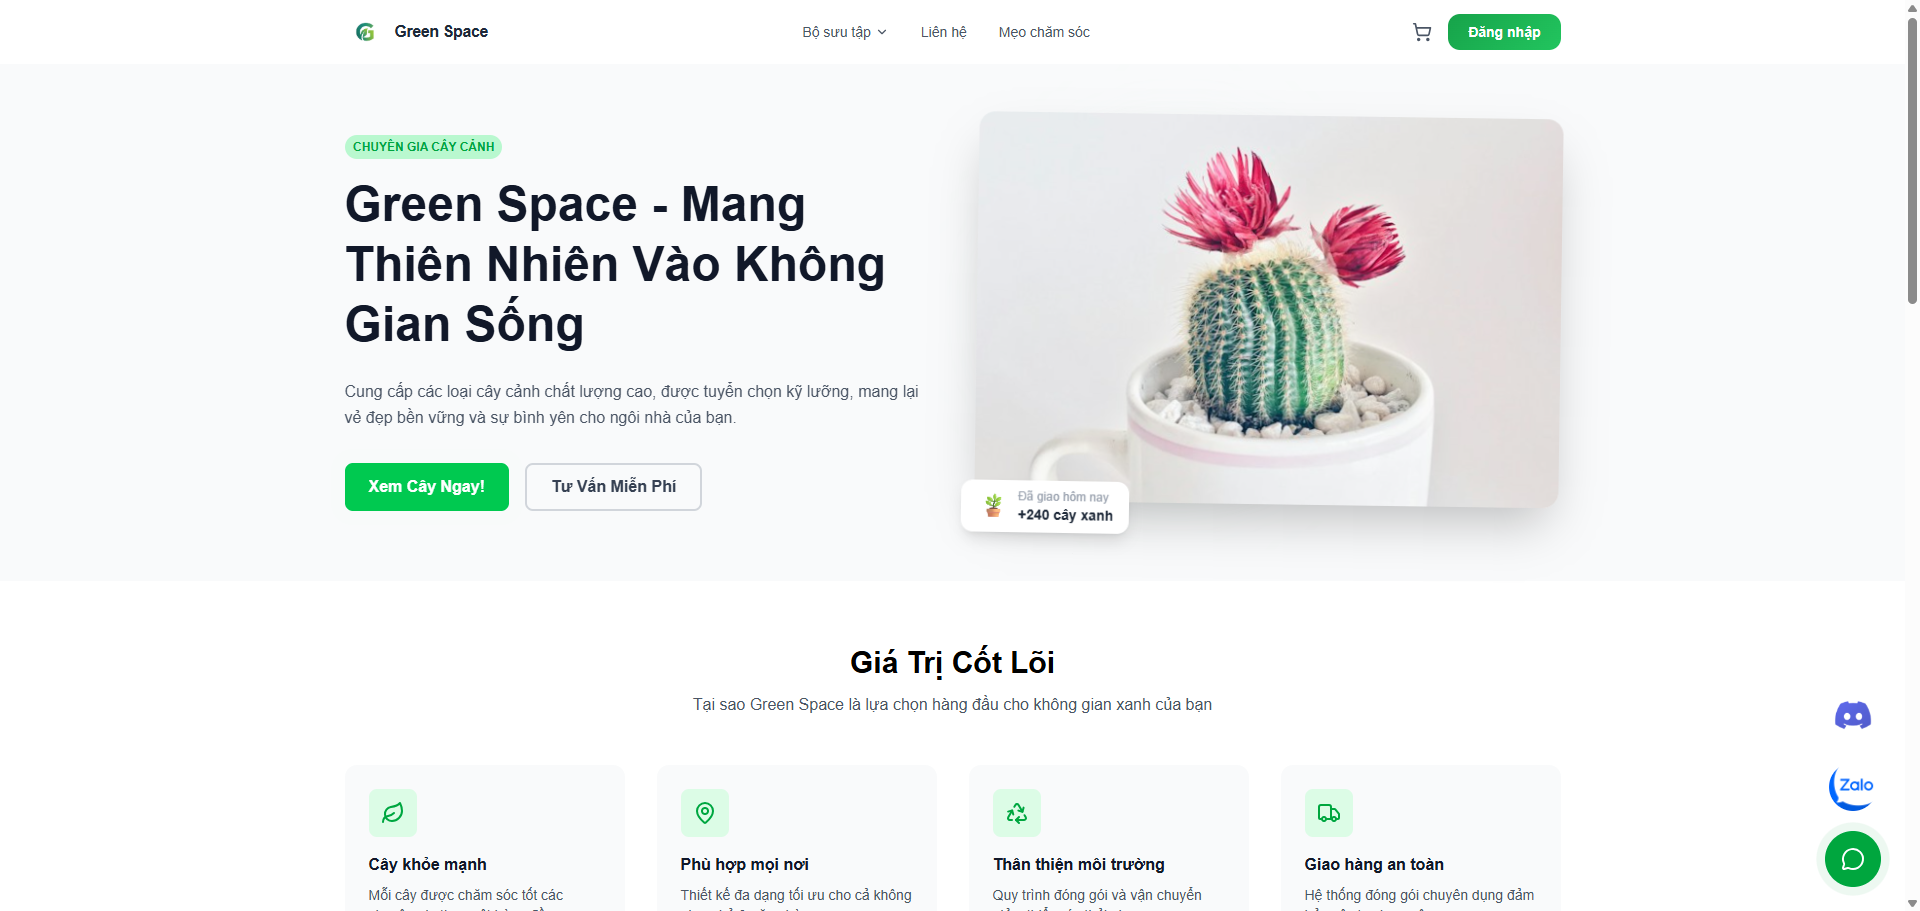 Green Space
Bộ sưu tập
Liên hệ
Mẹo chăm sóc
Đăng nhập
CHUYÊN GIA CÂY CẢNH
Green Space - Mang
Thiên Nhiên Vào Không
Gian Sống
Cung cấp các loại cây cảnh chất lượng cao, được tuyển chọn kỹ lưỡng, mang lại
vẻ đẹp bền vững và sự bình yên cho ngôi nhà của bạn.
Xem Cây Ngay!
Tư Vấn Miễn Phí
Đã giao hôm nay
+240 cây xanh
Giá Trị Cốt Lõi
Tại sao Green Space là lựa chọn hàng đầu cho không gian xanh của bạn
Zalo
Cây khỏe mạnh
Mỗi cây được chăm sóc tốt các
Phù hợp mọi nơi
Thiết kế đa dạng tối ưu cho cả không
Thân thiện môi trường
Quy trình đóng gói và vận chuyển
Giao hàng an toàn
Hệ thống đóng gói chuyên dụng đảm